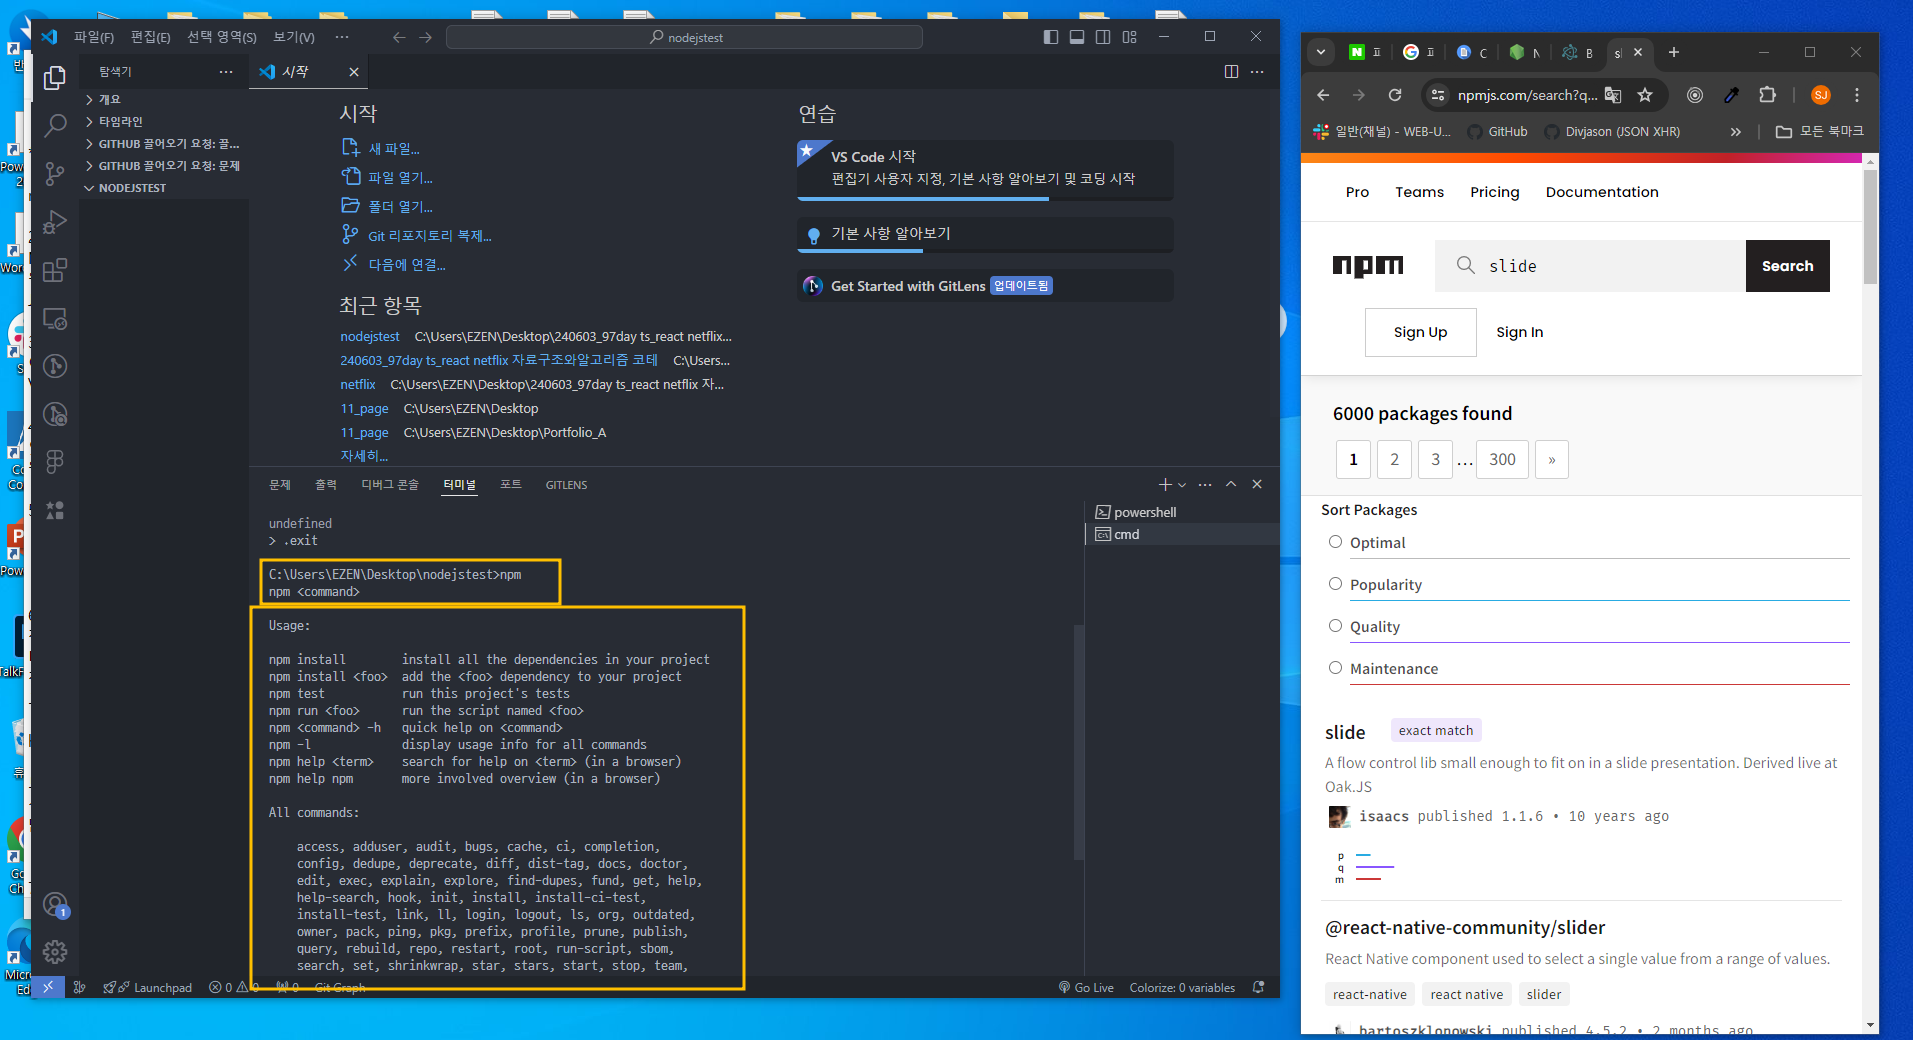 파일(F) 편집(E) 선택 영역(S) 보기(V) ···
nodejstest
탐색기 ···
개요
타임라인
GITHUB 끌어오기 요청: 끌...
GITHUB 끌어오기 요청: 문제
NODEJSTEST
시작
시작
새 파일...
파일 열기...
폴더 열기...
Git 리포지토리 복제...
다음에 연결...
최근 항목
nodejstest C:\Users\EZEN\Desktop\240603_97day ts_react netflix...
240603_97day ts_react netflix 자료구조와알고리즘 코테 C:\Users...
netflix C:\Users\EZEN\Desktop\240603_97day ts_react netflix 자...
11_page C:\Users\EZEN\Desktop
11_page C:\Users\EZEN\Desktop\Portfolio_A
자세히...
연습
VS Code 시작
편집기 사용자 지정, 기본 사항 알아보기 및 코딩 시작
기본 사항 알아보기
Get Started with GitLens 업데이트됨
문제 출력 디버그 콘솔 터미널 포트 GITLENS
powershell
cmd
undefined
> .exit
C:\Users\EZEN\Desktop\nodejstest>npm
npm <command>
Usage:
npm install install all the dependencies in your project
npm install <foo> add the <foo> dependency to your project
npm test run this project's tests
npm run <foo> run the script named <foo>
npm <command> -h quick help on <command>
npm -l display usage info for all commands
npm help <term> search for help on <term> (in a browser)
npm help npm more involved overview (in a browser)
All commands:
access, adduser, audit, bugs, cache, ci, completion,
config, dedupe, deprecate, diff, dist-tag, docs, doctor,
edit, exec, explain, explore, find-dupes, fund, get, help,
help-search, hook, init, install, install-ci-test,
install-test, link, ll, login, logout, ls, org, outdated,
owner, pack, ping, pkg, prefix, profile, prune, publish,
query, rebuild, repo, restart, root, run-script, sbom,
search, set, shrinkwrap, star, stars, start, stop, team,
1
Launchpad 0 0 0 Git Graph Go Live Colorize: 0 variables
N ㅍ ㅍ C N B sl
npmjs.com/search?q... SJ
일반(채널) - WEB-U... GitHub Divjason (JSON XHR) » 모든 북마크
Pro Teams Pricing Documentation
npm slide Search
Sign Up Sign In
6000 packages found
1 2 3 ... 300 »
Sort Packages
Optimal
Popularity
Quality
Maintenance
slide exact match
A flow control lib small enough to fit on in a slide presentation. Derived live at
Oak.JS
isaacs published 1.1.6 • 10 years ago
p
q
m
@react-native-community/slider
React Native component used to select a single value from a range of values.
react-native react native slider
bartoszklonowski published 4.5.2 • 2 months ago